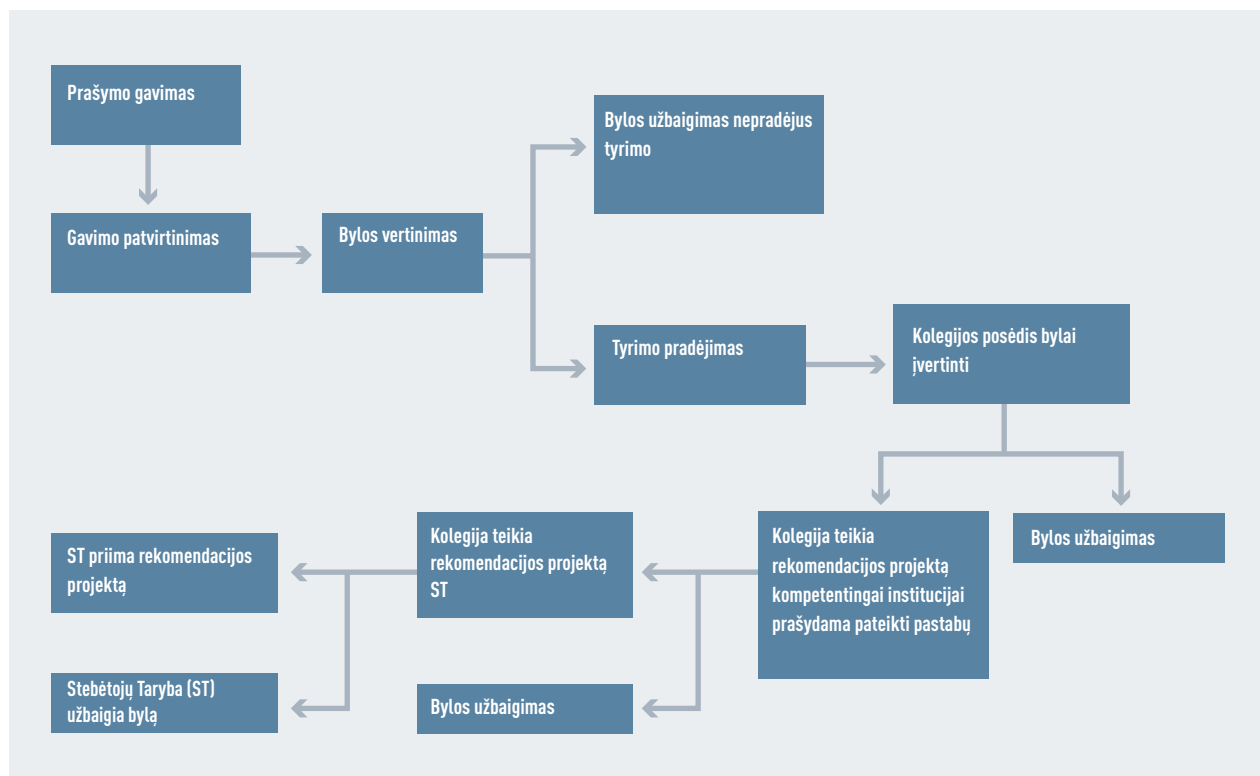 Prašymo gavimas
Gavimo patvirtinimas
Bylos vertinimas
Bylos užbaigimas nepradėjus
tyrimo
Tyrimo pradėjimas
Kolegijos posėdis bylai
įvertinti
Bylos užbaigimas
Kolegija teikia
rekomendacijos projektą
kompetentingai institucijai
prašydama pateikti pastabų
Kolegija teikia
rekomendacijos projektą
ST
Bylos užbaigimas
ST priima rekomendacijos
projektą
Stebėtojų Taryba (ST)
užbaigia bylą